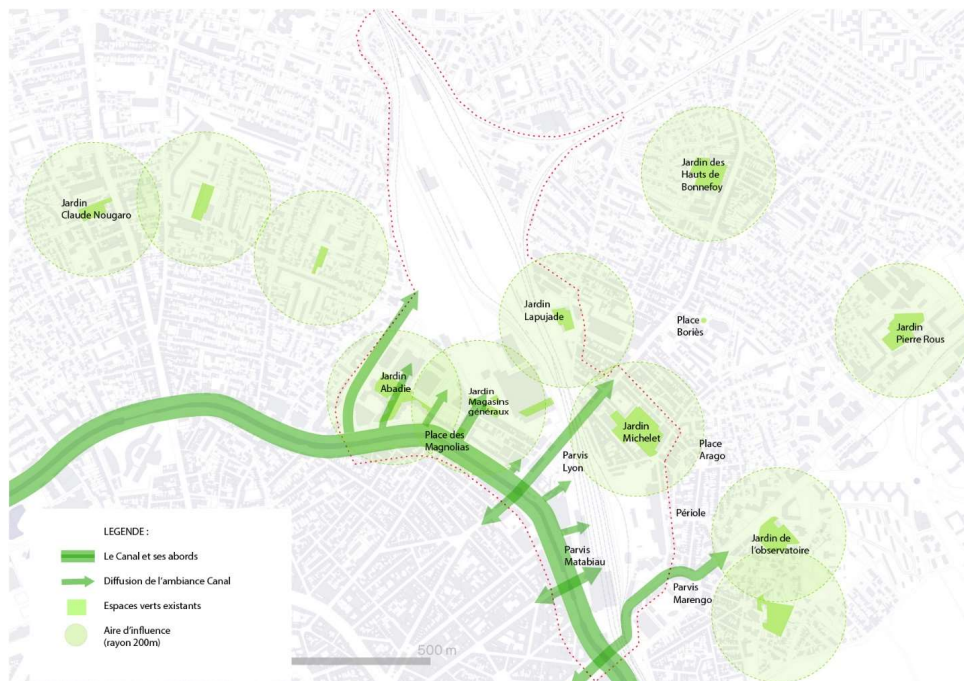 Jardin des
Hauts de
Bonnefoy
Jardin
Claude Nougaro
Jardin
Lapujade
Place
Boriès
Jardin
Pierre Rous
Jardin
Abadie
Jardin
Magasins
généraux
Place des
Magnolias
Jardin
Michelet
Place
Arago
Parvis
Lyon
Périole
Jardin de
l'observatoire
Parvis
Matabiau
Parvis
Marengo
LEGENDE :
Le Canal et ses abords
Diffusion de l'ambiance Canal
Espaces verts existants
Aire d'influence
(rayon 200m)
500 m